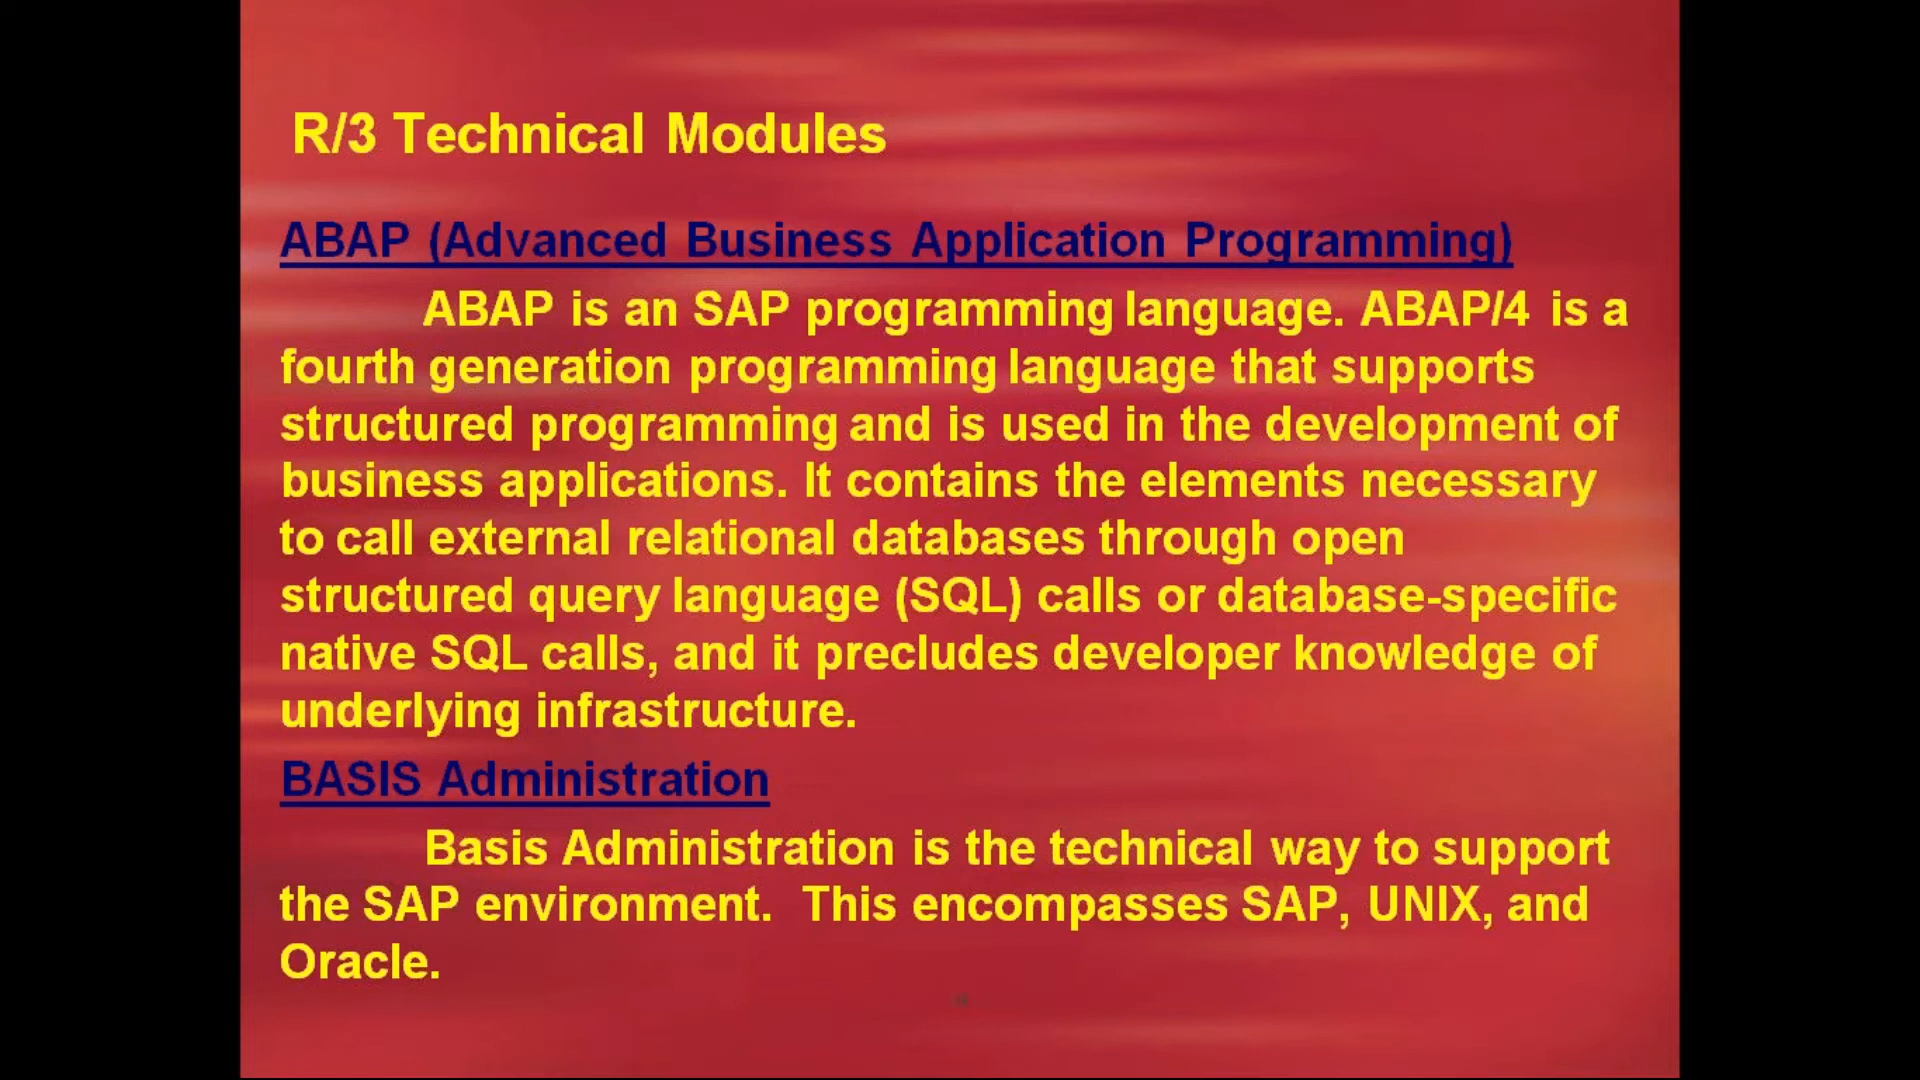 R/3 Technical Modules
ABAP (Advanced Business Application Programming)
ABAP is an SAP programming language. ABAP/4 is a
fourth generation programming language that supports
structured programming and is used in the development of
business applications. It contains the elements necessary
to call external relational databases through open
structured query language (SQL) calls or database-specific
native SQL calls, and it precludes developer knowledge of
underlying infrastructure.
BASIS Administration
Basis Administration is the technical way to support
the SAP environment. This encompasses SAP, UNIX, and
Oracle.